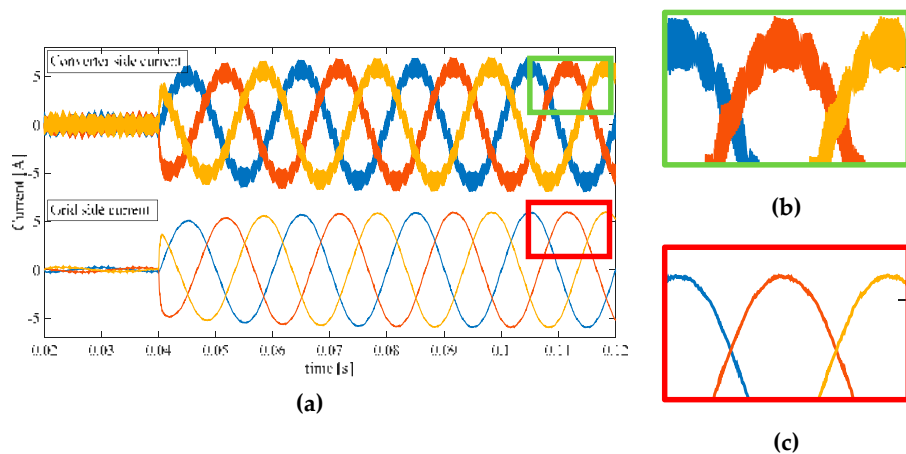 Converter side current
5
0
-5
Current [A]
Grid side current
5
0
-5
0.02 0.03 0.04 0.05 0.06 0.07 0.08 0.09 0.1 0.11 0.12
time [s]
(a)
(b)
(c)